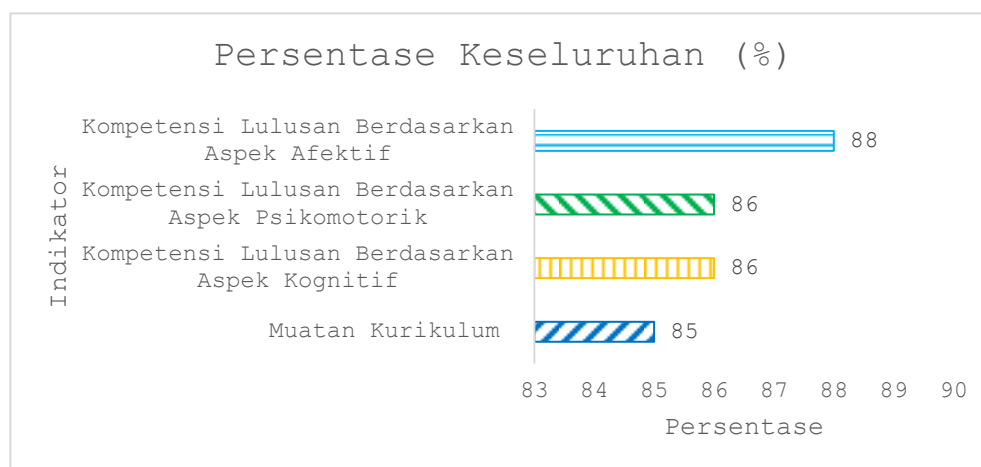 Persentase Keseluruhan (%)
Indikator
Kompetensi Lulusan Berdasarkan
Aspek Afektif
88
Kompetensi Lulusan Berdasarkan
Aspek Psikomotorik
86
Kompetensi Lulusan Berdasarkan
Aspek Kognitif
86
Muatan Kurikulum
85
83 84 85 86 87 88 89 90
Persentase